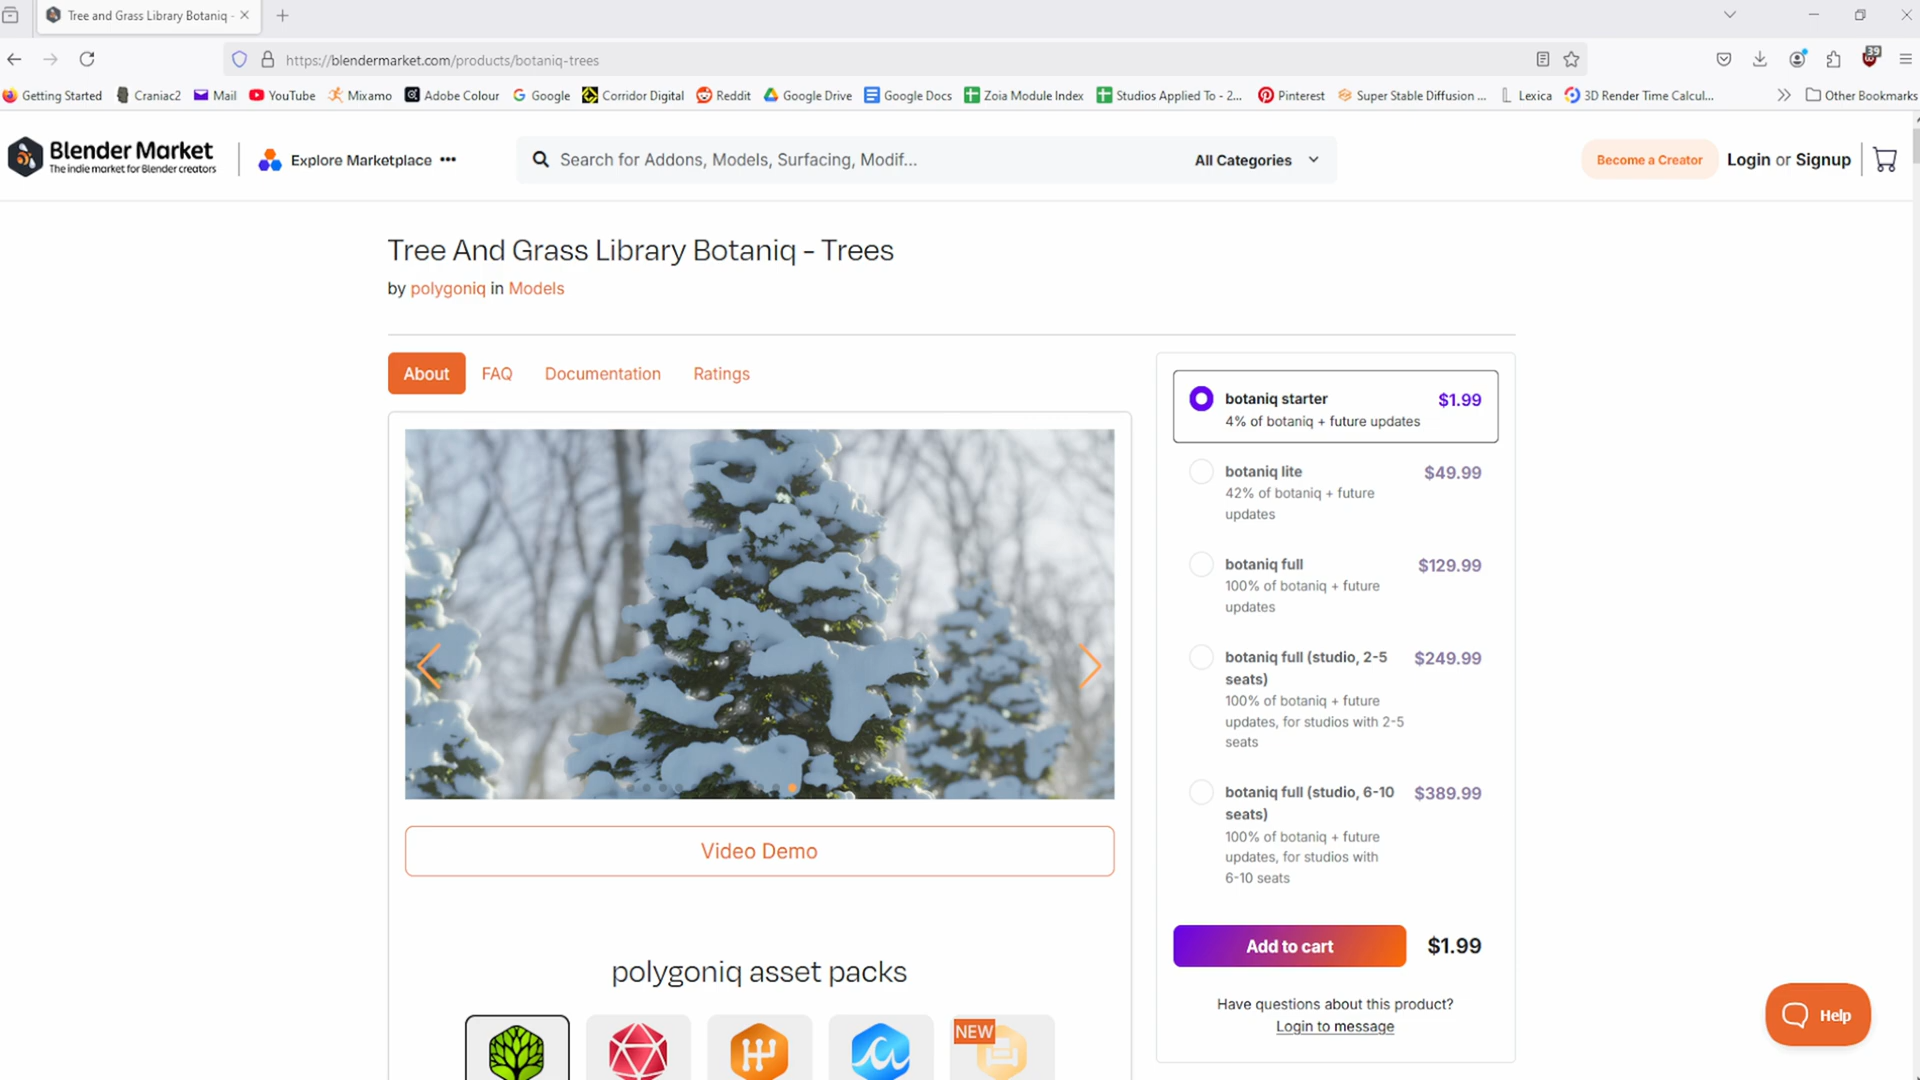 Tree and Grass Library Botaniq -
https://blendermarket.com/products/botaniq-trees
39
Getting Started
Craniac2
Mail
YouTube
Mixamo
Adobe Colour
Google
Corridor Digital
Reddit
Google Drive
Google Docs
Zoia Module Index
Studios Applied To - 2...
Pinterest
Super Stable Diffusion ...
Lexica
3D Render Time Calcul...
Other Bookmarks
Blender Market
The indie market for Blender creators
Explore Marketplace •••
Search for Addons, Models, Surfacing, Modif...
All Categories
Become a Creator
Login or Signup
Tree And Grass Library Botaniq - Trees
by polygoniq in Models
About
FAQ
Documentation
Ratings
botaniq starter
$1.99
4% of botaniq + future updates
botaniq lite
$49.99
42% of botaniq + future
updates
botaniq full
$129.99
100% of botaniq + future
updates
botaniq full (studio, 2-5
seats)
$249.99
100% of botaniq + future
updates, for studios with 2-5
seats
botaniq full (studio, 6-10
seats)
$389.99
100% of botaniq + future
updates, for studios with
6-10 seats
Add to cart
$1.99
Have questions about this product?
Login to message
Video Demo
polygoniq asset packs
NEW
Help